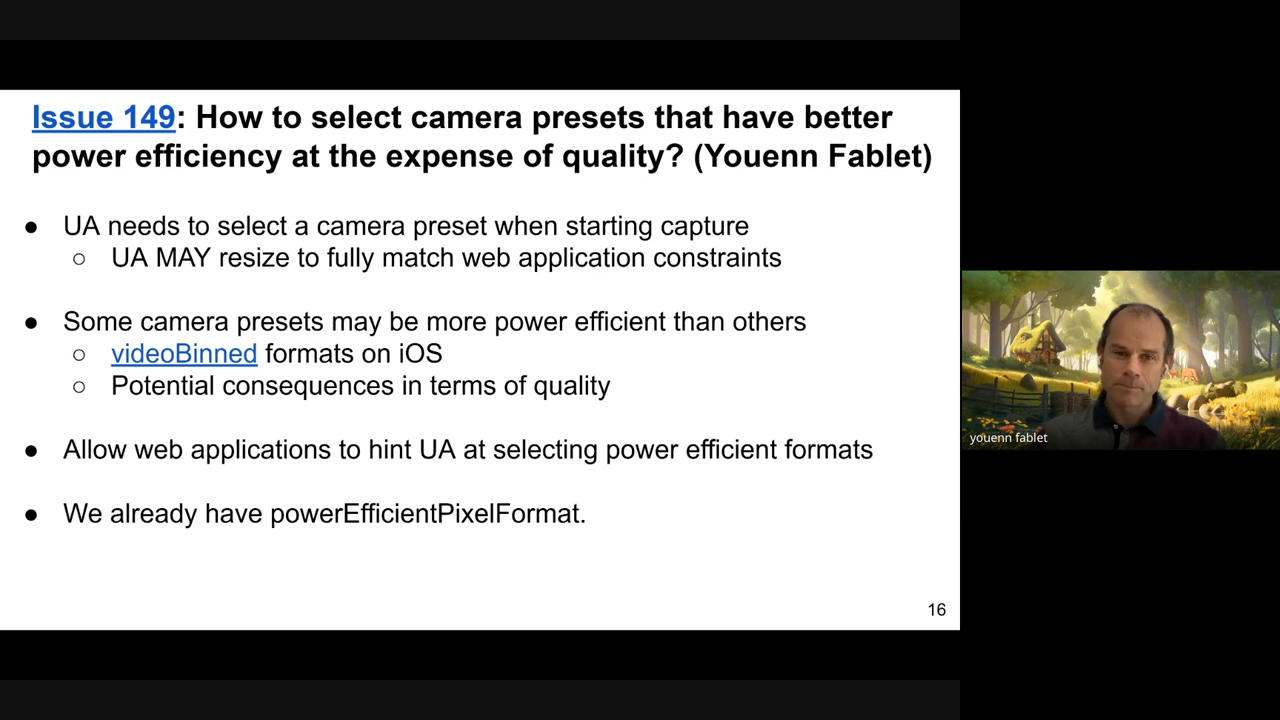 Issue 149: How to select camera presets that have better
power efficiency at the expense of quality? (Youenn Fablet)
● UA needs to select a camera preset when starting capture
○ UA MAY resize to fully match web application constraints
● Some camera presets may be more power efficient than others
○ videoBinned formats on iOS
○ Potential consequences in terms of quality
● Allow web applications to hint UA at selecting power efficient formats
● We already have powerEfficientPixelFormat.
16
youenn fablet